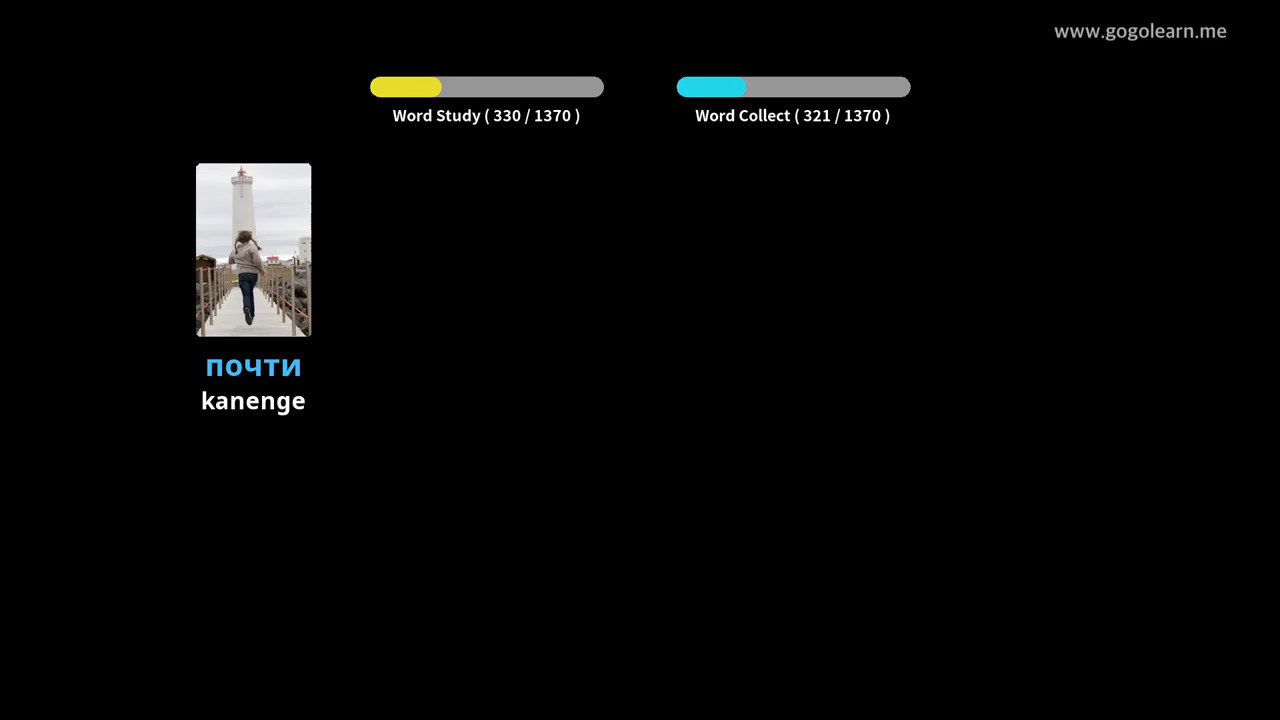 www.gogolearn.me
Word Study ( 330 / 1370 )
Word Collect ( 321 / 1370 )
почти
kanenge